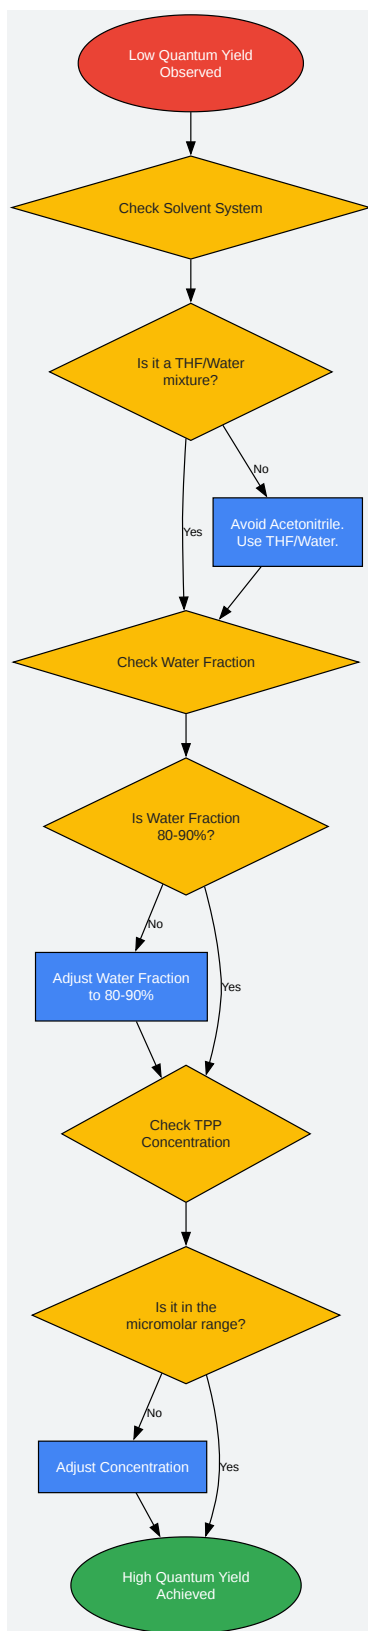 Low Quantum Yield
Observed
Check Solvent System
Is it a THF/Water
mixture?
No
Avoid Acetonitrile.
Use THF/Water.
Yes
Check Water Fraction
Is Water Fraction
80-90%?
No
Adjust Water Fraction
to 80-90%
Yes
Check TPP
Concentration
Is it in the
micromolar range?
No
Adjust Concentration
Yes
High Quantum Yield
Achieved